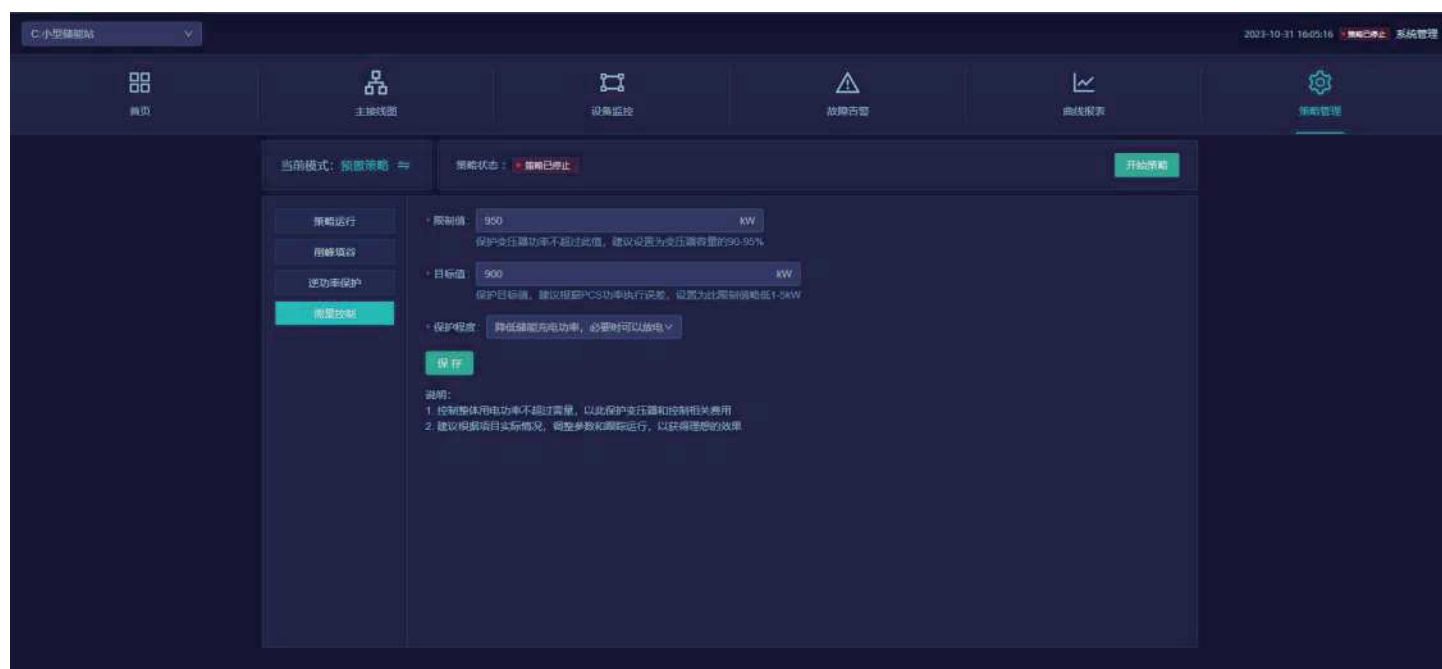 C:小型储能站
2023-10-31 16:05:16 策略已停止 系统管理
首页 主接线图 设备监控 故障告警 曲线报表 策略管理
当前模式: 预置策略 策略状态: 策略已停止 开始策略
策略运行
削峰填谷
逆功率保护
需量控制
* 限制值: 950 kW
保护变压器功率不超过此值，建议设置为变压器容量的90-95%
* 目标值: 900 kW
保护目标值，建议根据PCS功率执行误差，设置为比限制值略低1-5kW
* 保护程度: 降低储能充电功率，必要时可以放电
保存
说明:
1. 控制整体用电功率不超过需量，以此保护变压器和控制相关费用
2. 建议根据项目实际情况，调整参数和跟踪运行，以获得理想的效果